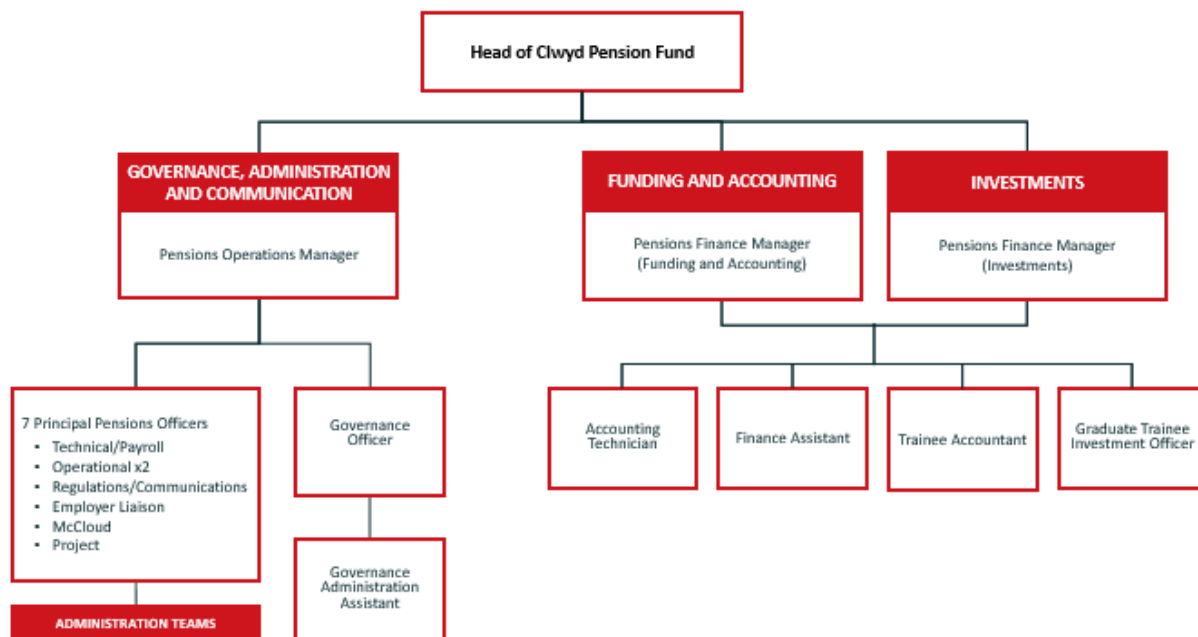 Head of Clwyd Pension Fund
GOVERNANCE, ADMINISTRATION
AND COMMUNICATION
Pensions Operations Manager
FUNDING AND ACCOUNTING
Pensions Finance Manager
(Funding and Accounting)
INVESTMENTS
Pensions Finance Manager
(Investments)
7 Principal Pensions Officers
▪ Technical/Payroll
▪ Operational x2
▪ Regulations/Communications
▪ Employer Liaison
▪ McCloud
▪ Project
ADMINISTRATION TEAMS
Governance
Officer
Governance
Administration
Assistant
Accounting
Technician
Finance Assistant
Trainee Accountant
Graduate Trainee
Investment Officer